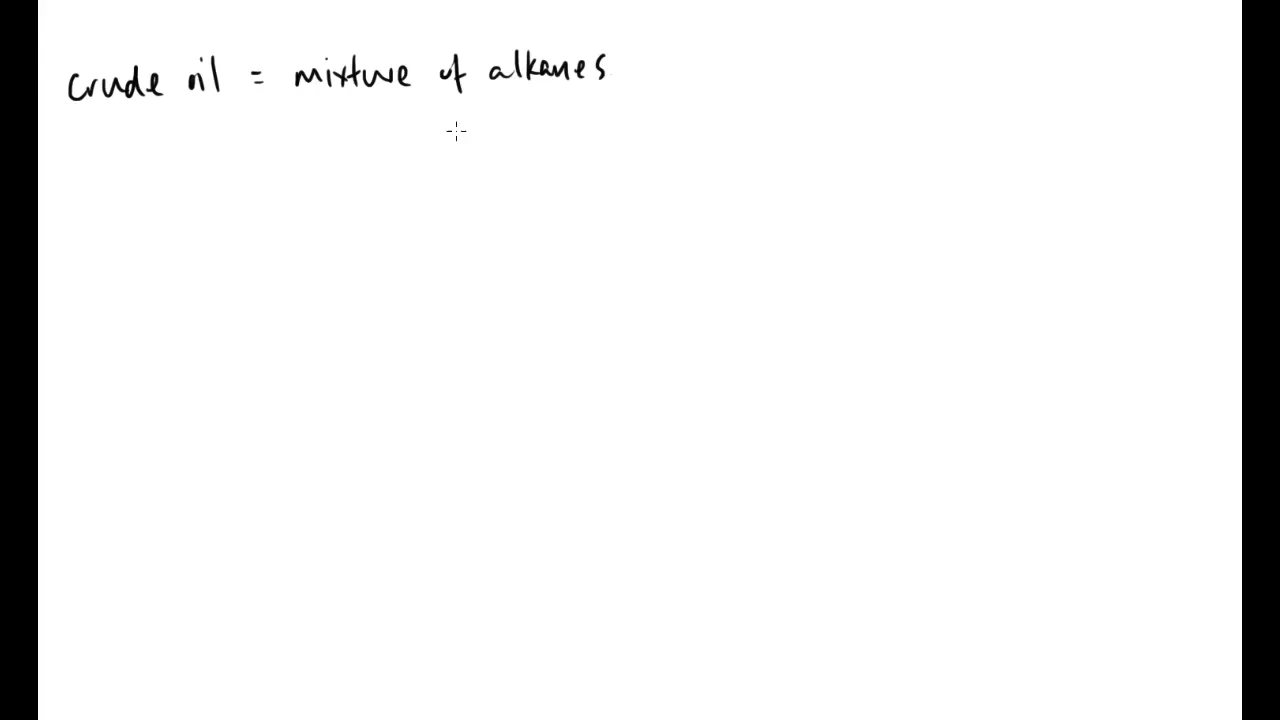 crude oil = mixture of alkanes